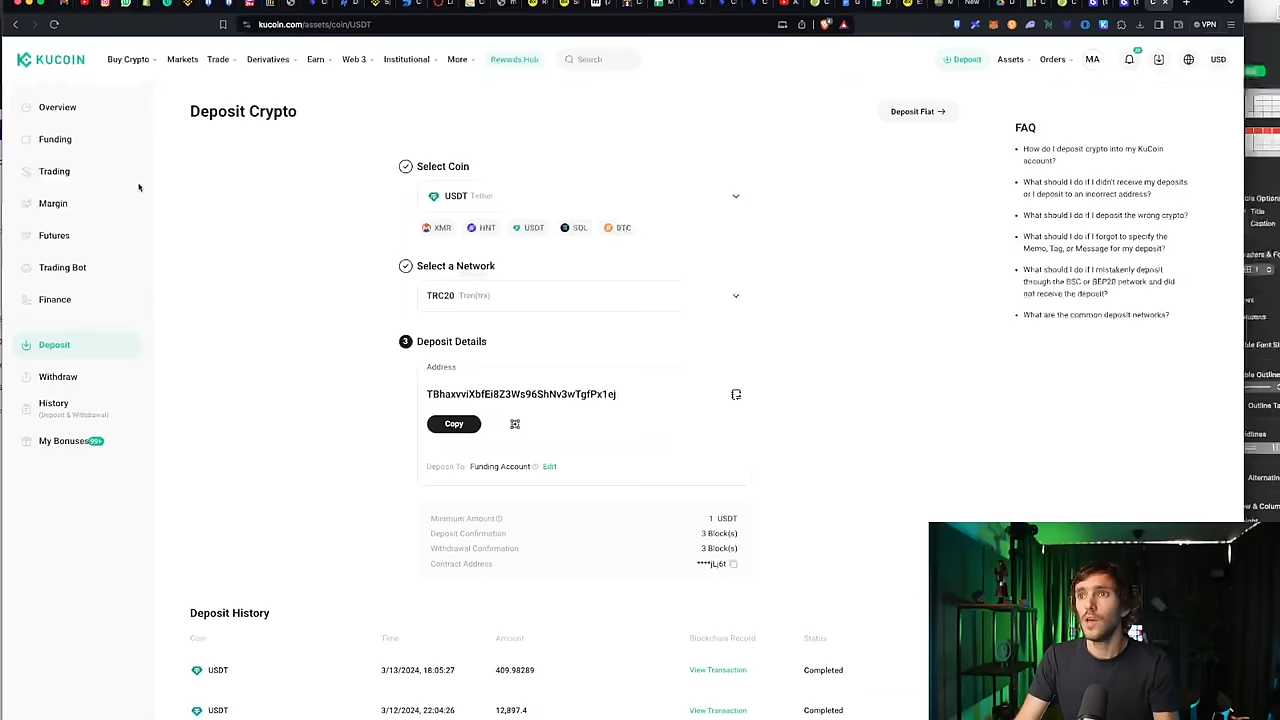 kucoin.com/assets/coin/USDT
VPN
KUCOIN
Buy Crypto
Markets
Trade
Derivatives
Earn
Web 3
Institutional
More
Rewards Hub
Search
Deposit
Assets
Orders
MA
USD
Overview
Funding
Trading
Margin
Futures
Trading Bot
Finance
Deposit
Withdraw
History
(Deposit & Withdrawal)
My Bonuses 99+
Deposit Crypto
Deposit Fiat →
Select Coin
USDT Tether
XMR
HNT
USDT
SOL
BTC
Select a Network
TRC20 Tron(trx)
3 Deposit Details
Address
TBhaxvviXbfEi8Z3Ws96ShNv3wTgfPx1ej
Copy
Deposit To Funding Account Edit
Minimum Amount 1 USDT
Deposit Confirmation 3 Block(s)
Withdrawal Confirmation 3 Block(s)
Contract Address ****jLj6t
FAQ
How do I deposit crypto into my KuCoin
account?
What should I do if I didn't receive my deposits
or I deposit to an incorrect address?
What should I do if I deposit the wrong crypto?
What should I do if I forgot to specify the
Memo, Tag, or Message for my deposit?
What should I do if I mistakenly deposit
through the BSC or BEP20 network and did
not receive the deposit?
What are the common deposit networks?
Deposit History
Coin Time Amount Blockchain Record Status
USDT 3/13/2024, 18:05:27 409.98289 View Transaction Completed
USDT 3/12/2024, 22:04:26 12,897.4 View Transaction Completed
Title
Caption